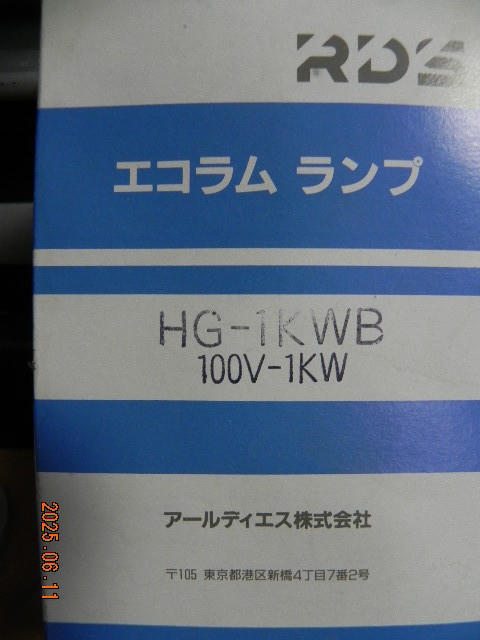 RDS
エコラム ランプ
HG-1KWB
100V-1KW
アールディエス株式会社
〒105 東京都港区新橋4丁目7番2号
2025.06.11